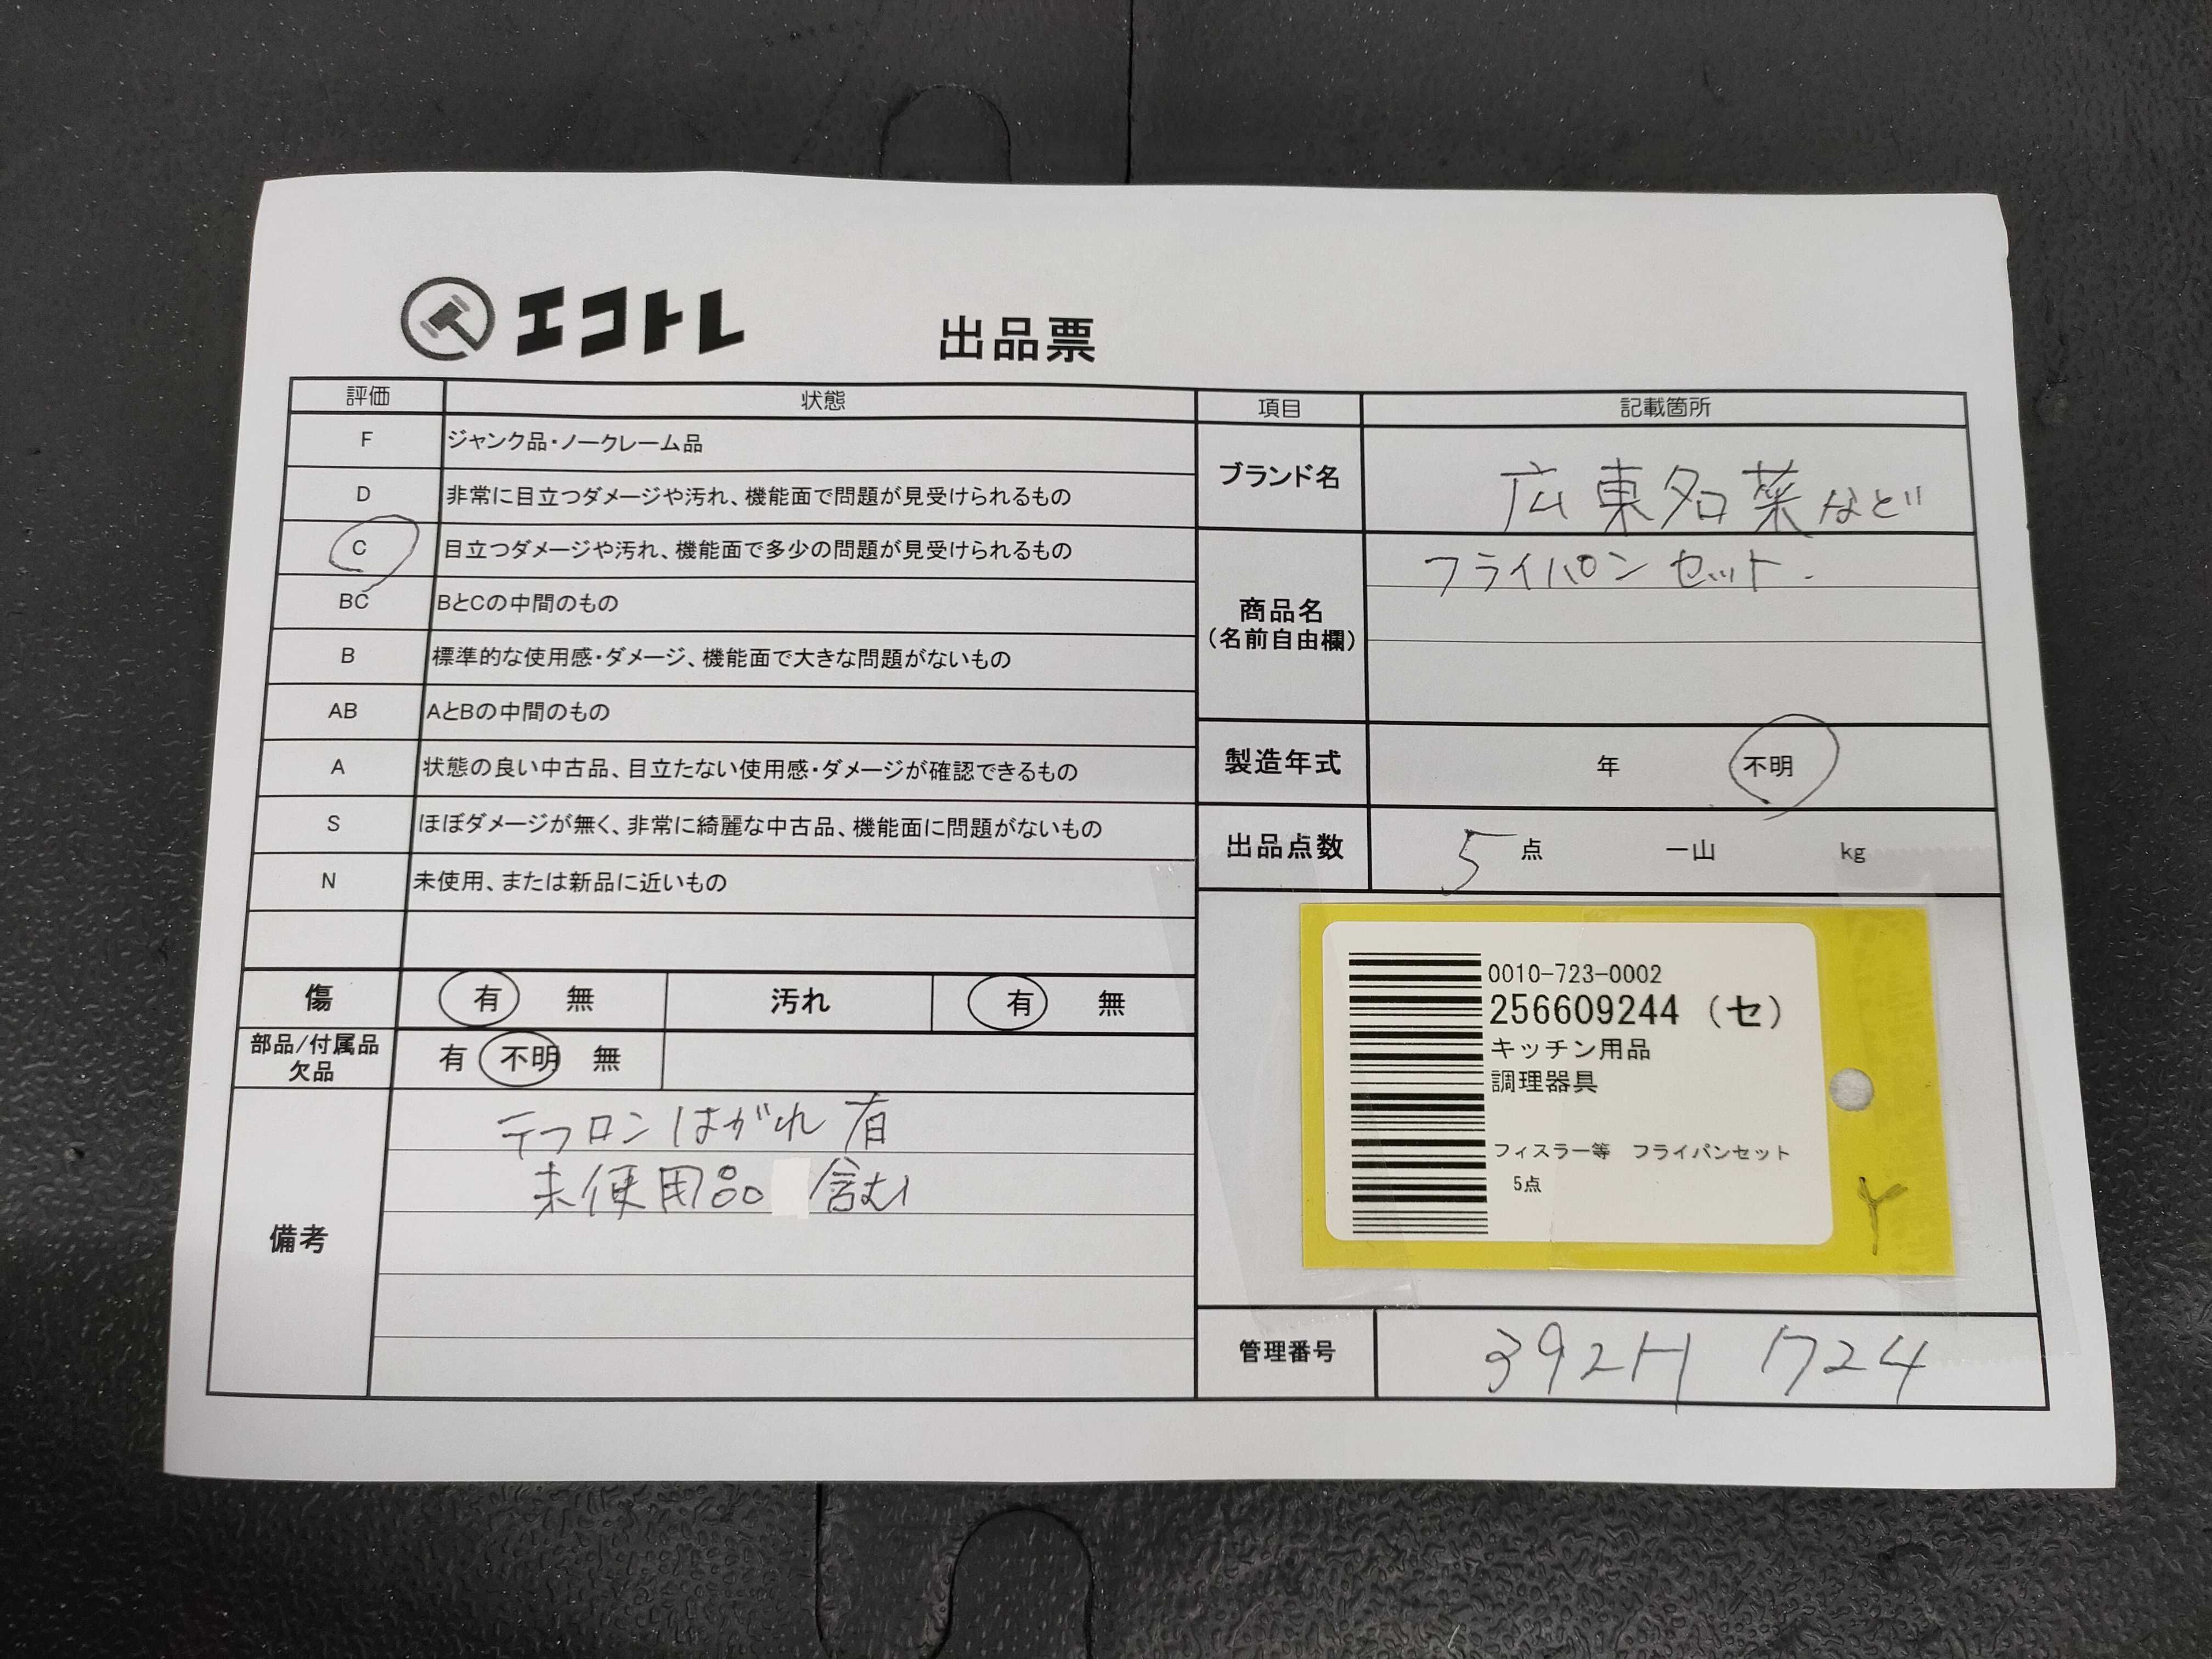 エコトレ
出品票
評価 状態
F ジャンク品・ノークレーム品
D 非常に目立つダメージや汚れ、機能面で問題が見受けられるもの
C 目立つダメージや汚れ、機能面で多少の問題が見受けられるもの
BC BとCの中間のもの
B 標準的な使用感・ダメージ、機能面で大きな問題がないもの
AB AとBの中間のもの
A 状態の良い中古品、目立たない使用感・ダメージが確認できるもの
S ほぼダメージが無く、非常に綺麗な中古品、機能面に問題がないもの
N 未使用、または新品に近いもの
傷 有 無 汚れ 有 無
部品/付属品
欠品
有 不明 無
備考
テフロンはがれ 有
未使用品 含む
項目 記載箇所
ブランド名 広東名菜など
商品名
(名前自由欄)
フライパンセット.
製造年式 年 不明
出品点数 5 点 一山 kg
0010-723-0002
256609244 (セ)
キッチン用品
調理器具
フィスラー等 フライパンセット
5点
Y
管理番号 392H 724